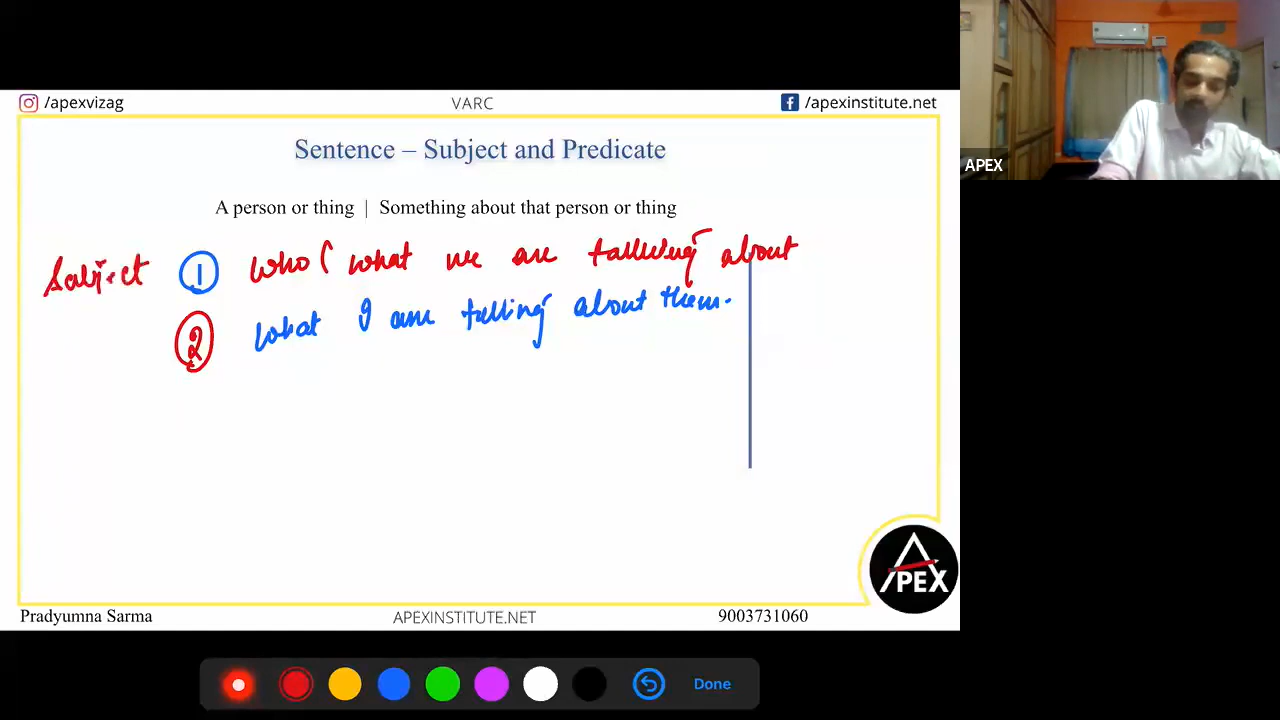 /apexvizag
VARC
/apexinstitute.net
Sentence – Subject and Predicate
A person or thing | Something about that person or thing
APEX
Subject ① who/what we are talking about
② what I am telling about them.
APEX
Pradyumna Sarma
APEXINSTITUTE.NET
9003731060
Done